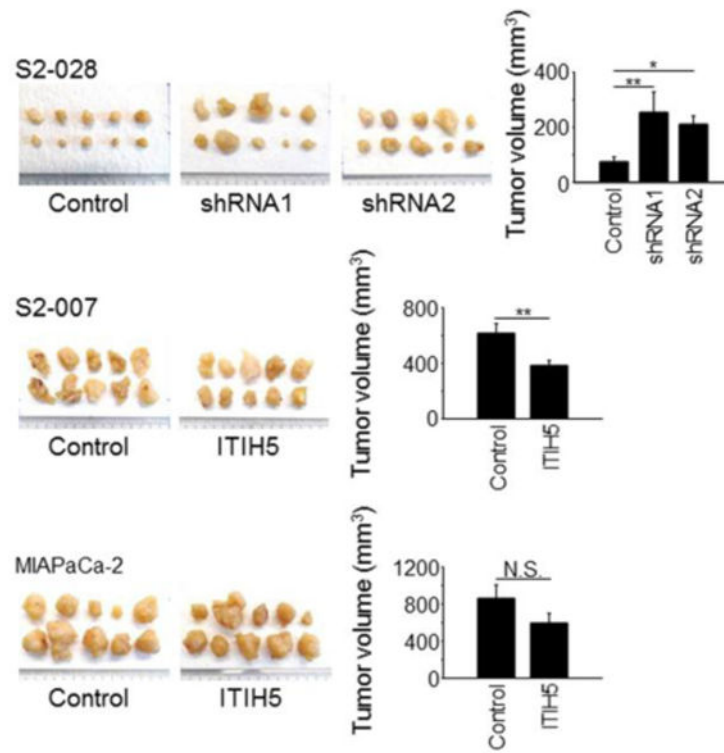 S2-028
Control
shRNA1
shRNA2
Tumor volume (mm³)
400
200
0
*
**
Control
shRNA1
shRNA2
S2-007
Control
ITIH5
Tumor volume (mm³)
800
400
0
**
Control
ITIH5
MIAPaCa-2
Control
ITIH5
Tumor volume (mm³)
1200
800
400
0
N.S.
Control
ITIH5